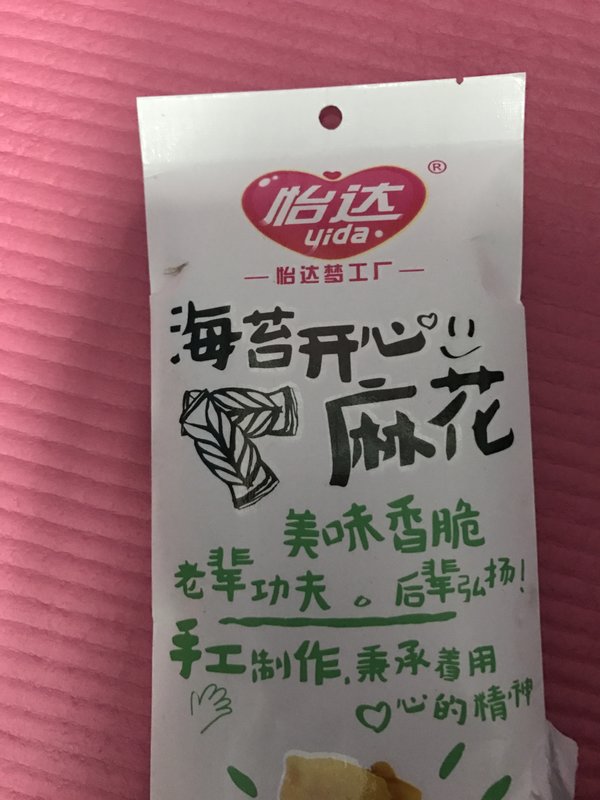 怡达®
yida
怡达梦工厂
海苔开心
麻花
美味香脆
老辈功夫。后辈弘扬!
手工制作,秉承着用
心的精神